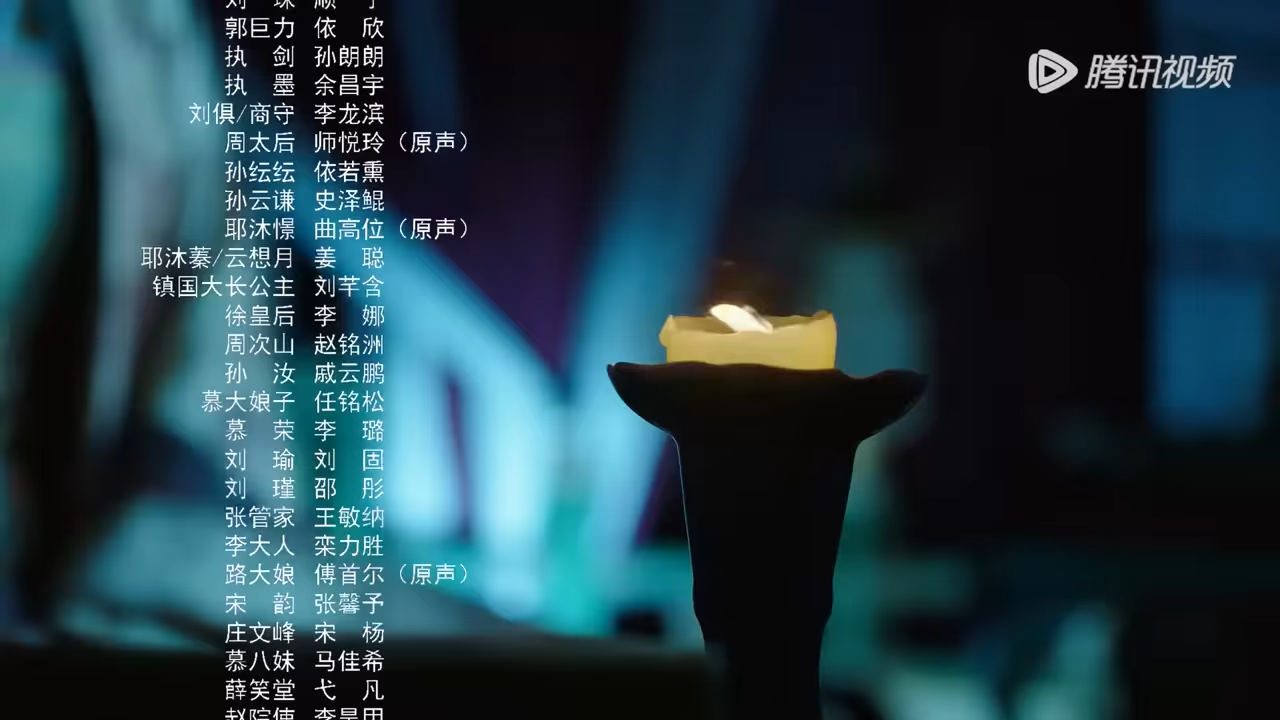 郭巨力 依 欣
执 剑 孙朗朗
执 墨 余昌宇
刘俱/商守 李龙滨
周太后 师悦玲（原声）
孙纭纭 依若熏
孙云谦 史泽鲲
耶沐憬 曲高位（原声）
耶沐蓁/云想月 姜 聪
镇国大长公主 刘芊含
徐皇后 李 娜
周次山 赵铭洲
孙 汝 戚云鹏
慕大娘子 任铭松
慕 荣 李 璐
刘 瑜 刘 固
刘 瑾 邵 彤
张管家 王敏纳
李大人 栾力胜
路大娘 傅首尔（原声）
宋 韵 张馨予
庄文峰 宋 杨
慕八妹 马佳希
薛笑堂 弋 凡
腾讯视频